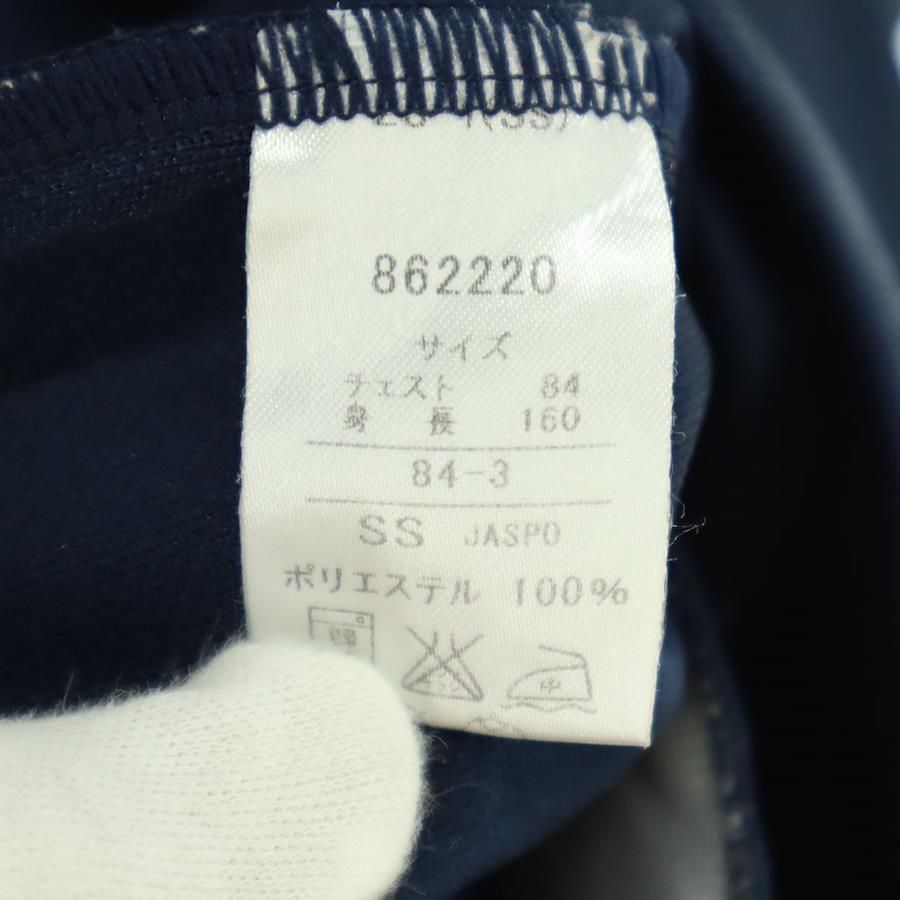 862220
サイズ
チェスト 84
身長 160
84-3
SS JASPO
ポリエステル 100%
中